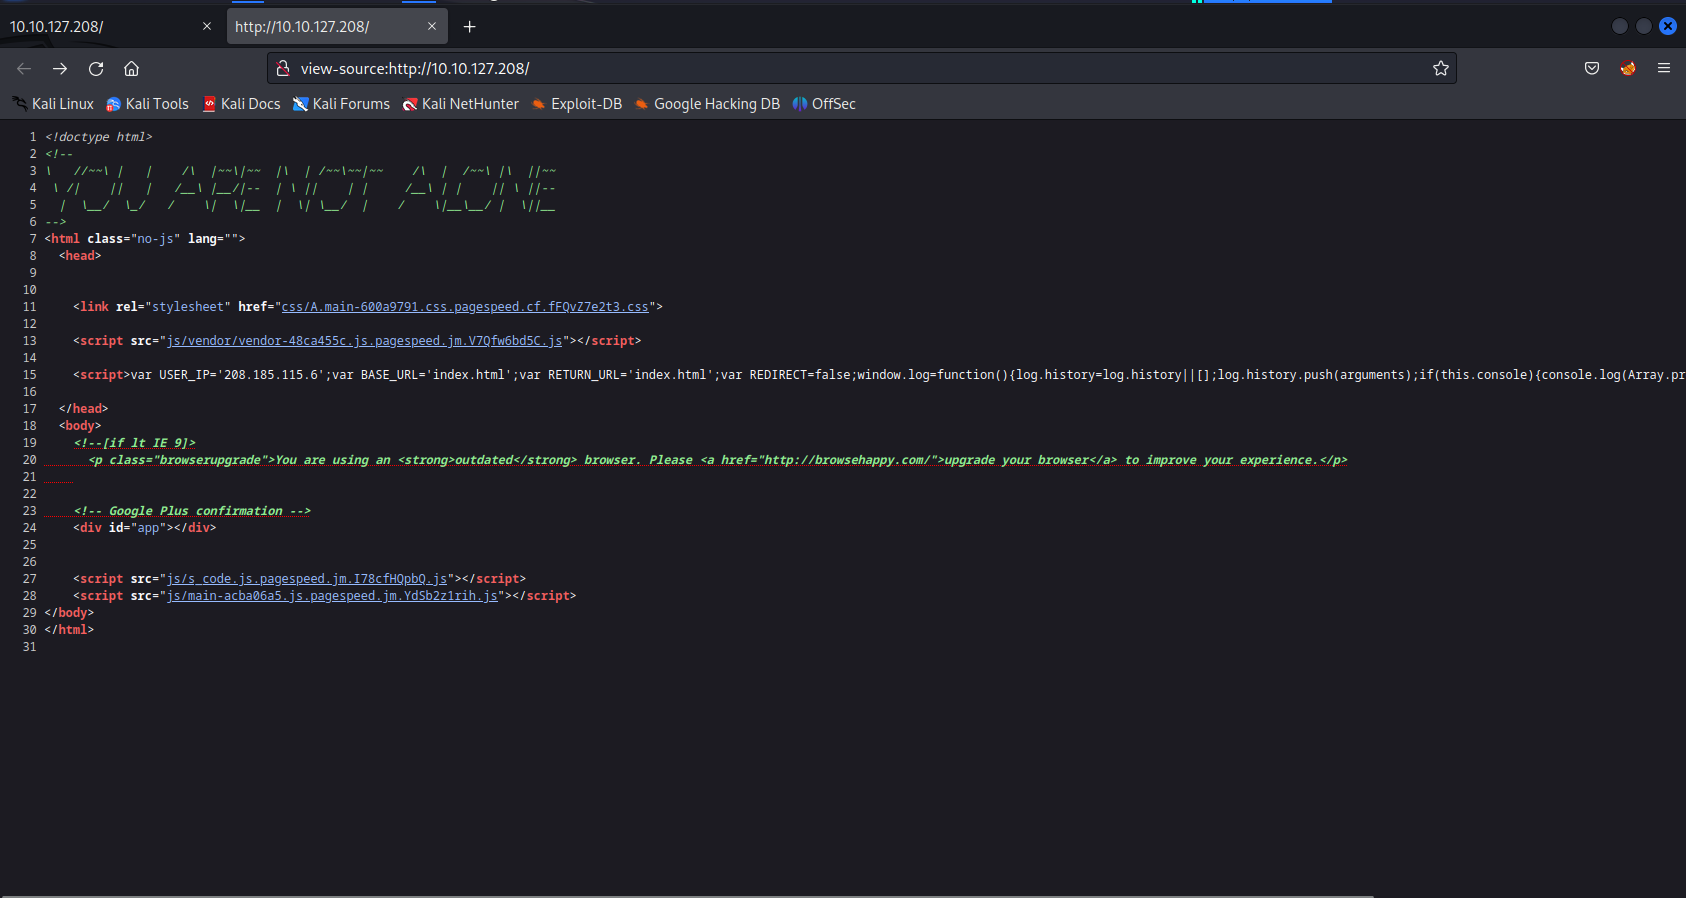 10.10.127.208/
http://10.10.127.208/
view-source:http://10.10.127.208/
Kali Linux Kali Tools Kali Docs Kali Forums Kali NetHunter Exploit-DB Google Hacking DB OffSec
1 <!doctype html>
2 <!--
3 \   //~~\ |   |    /\  |~~\|~~  |\  | /~~\~~|~~    /\  |  /~~\ |\  ||~~
4  \ /|    ||   |   /__\ |__/|--  | \ ||    | |     /__\ | |    || \ ||--
5   |  \__/  \_/   /    \|  \|__  |  \| \__/  |    /    \|__\__/ |  \||__
6 -->
7 <html class="no-js" lang="">
8 <head>
9
10
11 <link rel="stylesheet" href="css/A.main-600a9791.css.pagespeed.cf.fFQvZ7e2t3.css">
12
13 <script src="js/vendor/vendor-48ca455c.js.pagespeed.jm.V7Qfw6bd5C.js"></script>
14
15 <script>var USER_IP='208.185.115.6';var BASE_URL='index.html';var RETURN_URL='index.html';var REDIRECT=false;window.log=function(){log.history=log.history||[];log.history.push(arguments);if(this.console){console.log(Array.pr
16
17 </head>
18 <body>
19 <!--[if lt IE 9]>
20 <p class="browserupgrade">You are using an <strong>outdated</strong> browser. Please <a href="http://browsehappy.com/">upgrade your browser</a> to improve your experience.</p>
21
22
23 <!-- Google Plus confirmation -->
24 <div id="app"></div>
25
26
27 <script src="js/s_code.js.pagespeed.jm.I78cfHQpbQ.js"></script>
28 <script src="js/main-acba06a5.js.pagespeed.jm.YdSb2z1rih.js"></script>
29 </body>
30 </html>
31